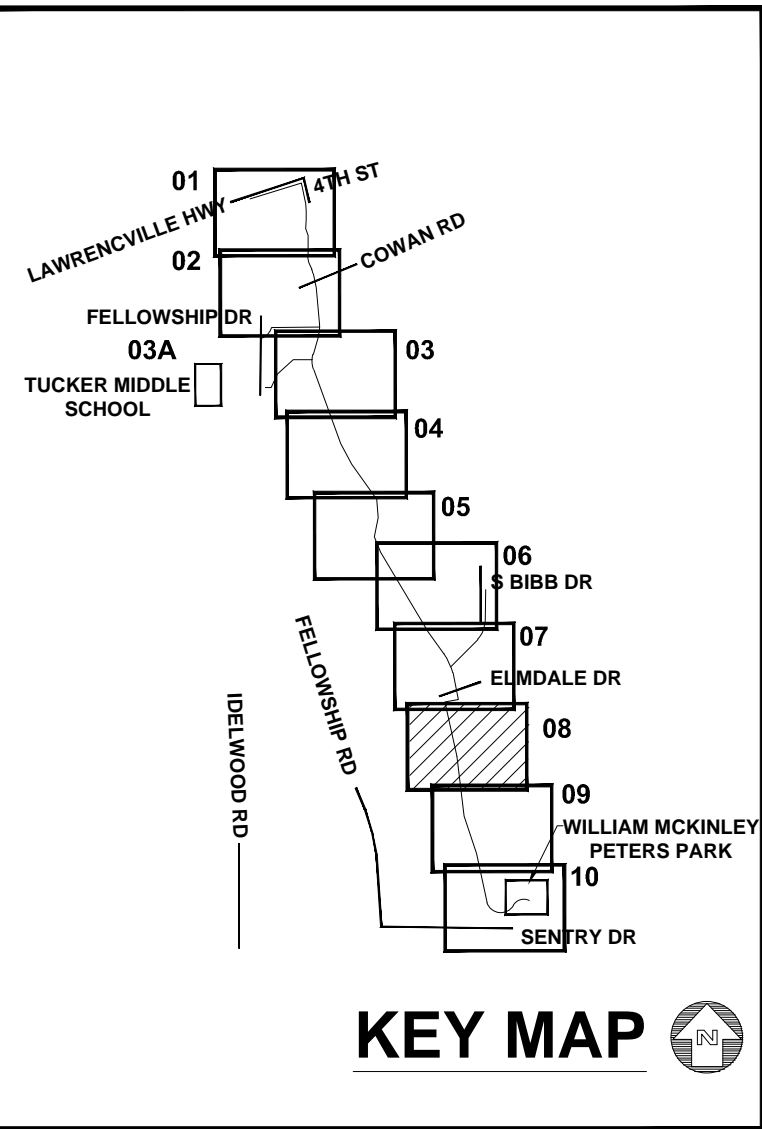 01
4TH ST
LAWRENCVILLE HWY
02
COWAN RD
FELLOWSHIP DR
03A
03
TUCKER MIDDLE
SCHOOL
04
05
06
S BIBB DR
FELLOWSHIP RD
07
ELMDALE DR
IDELWOOD RD
08
09
WILLIAM MCKINLEY
PETERS PARK
10
SENTRY DR
KEY MAP
N